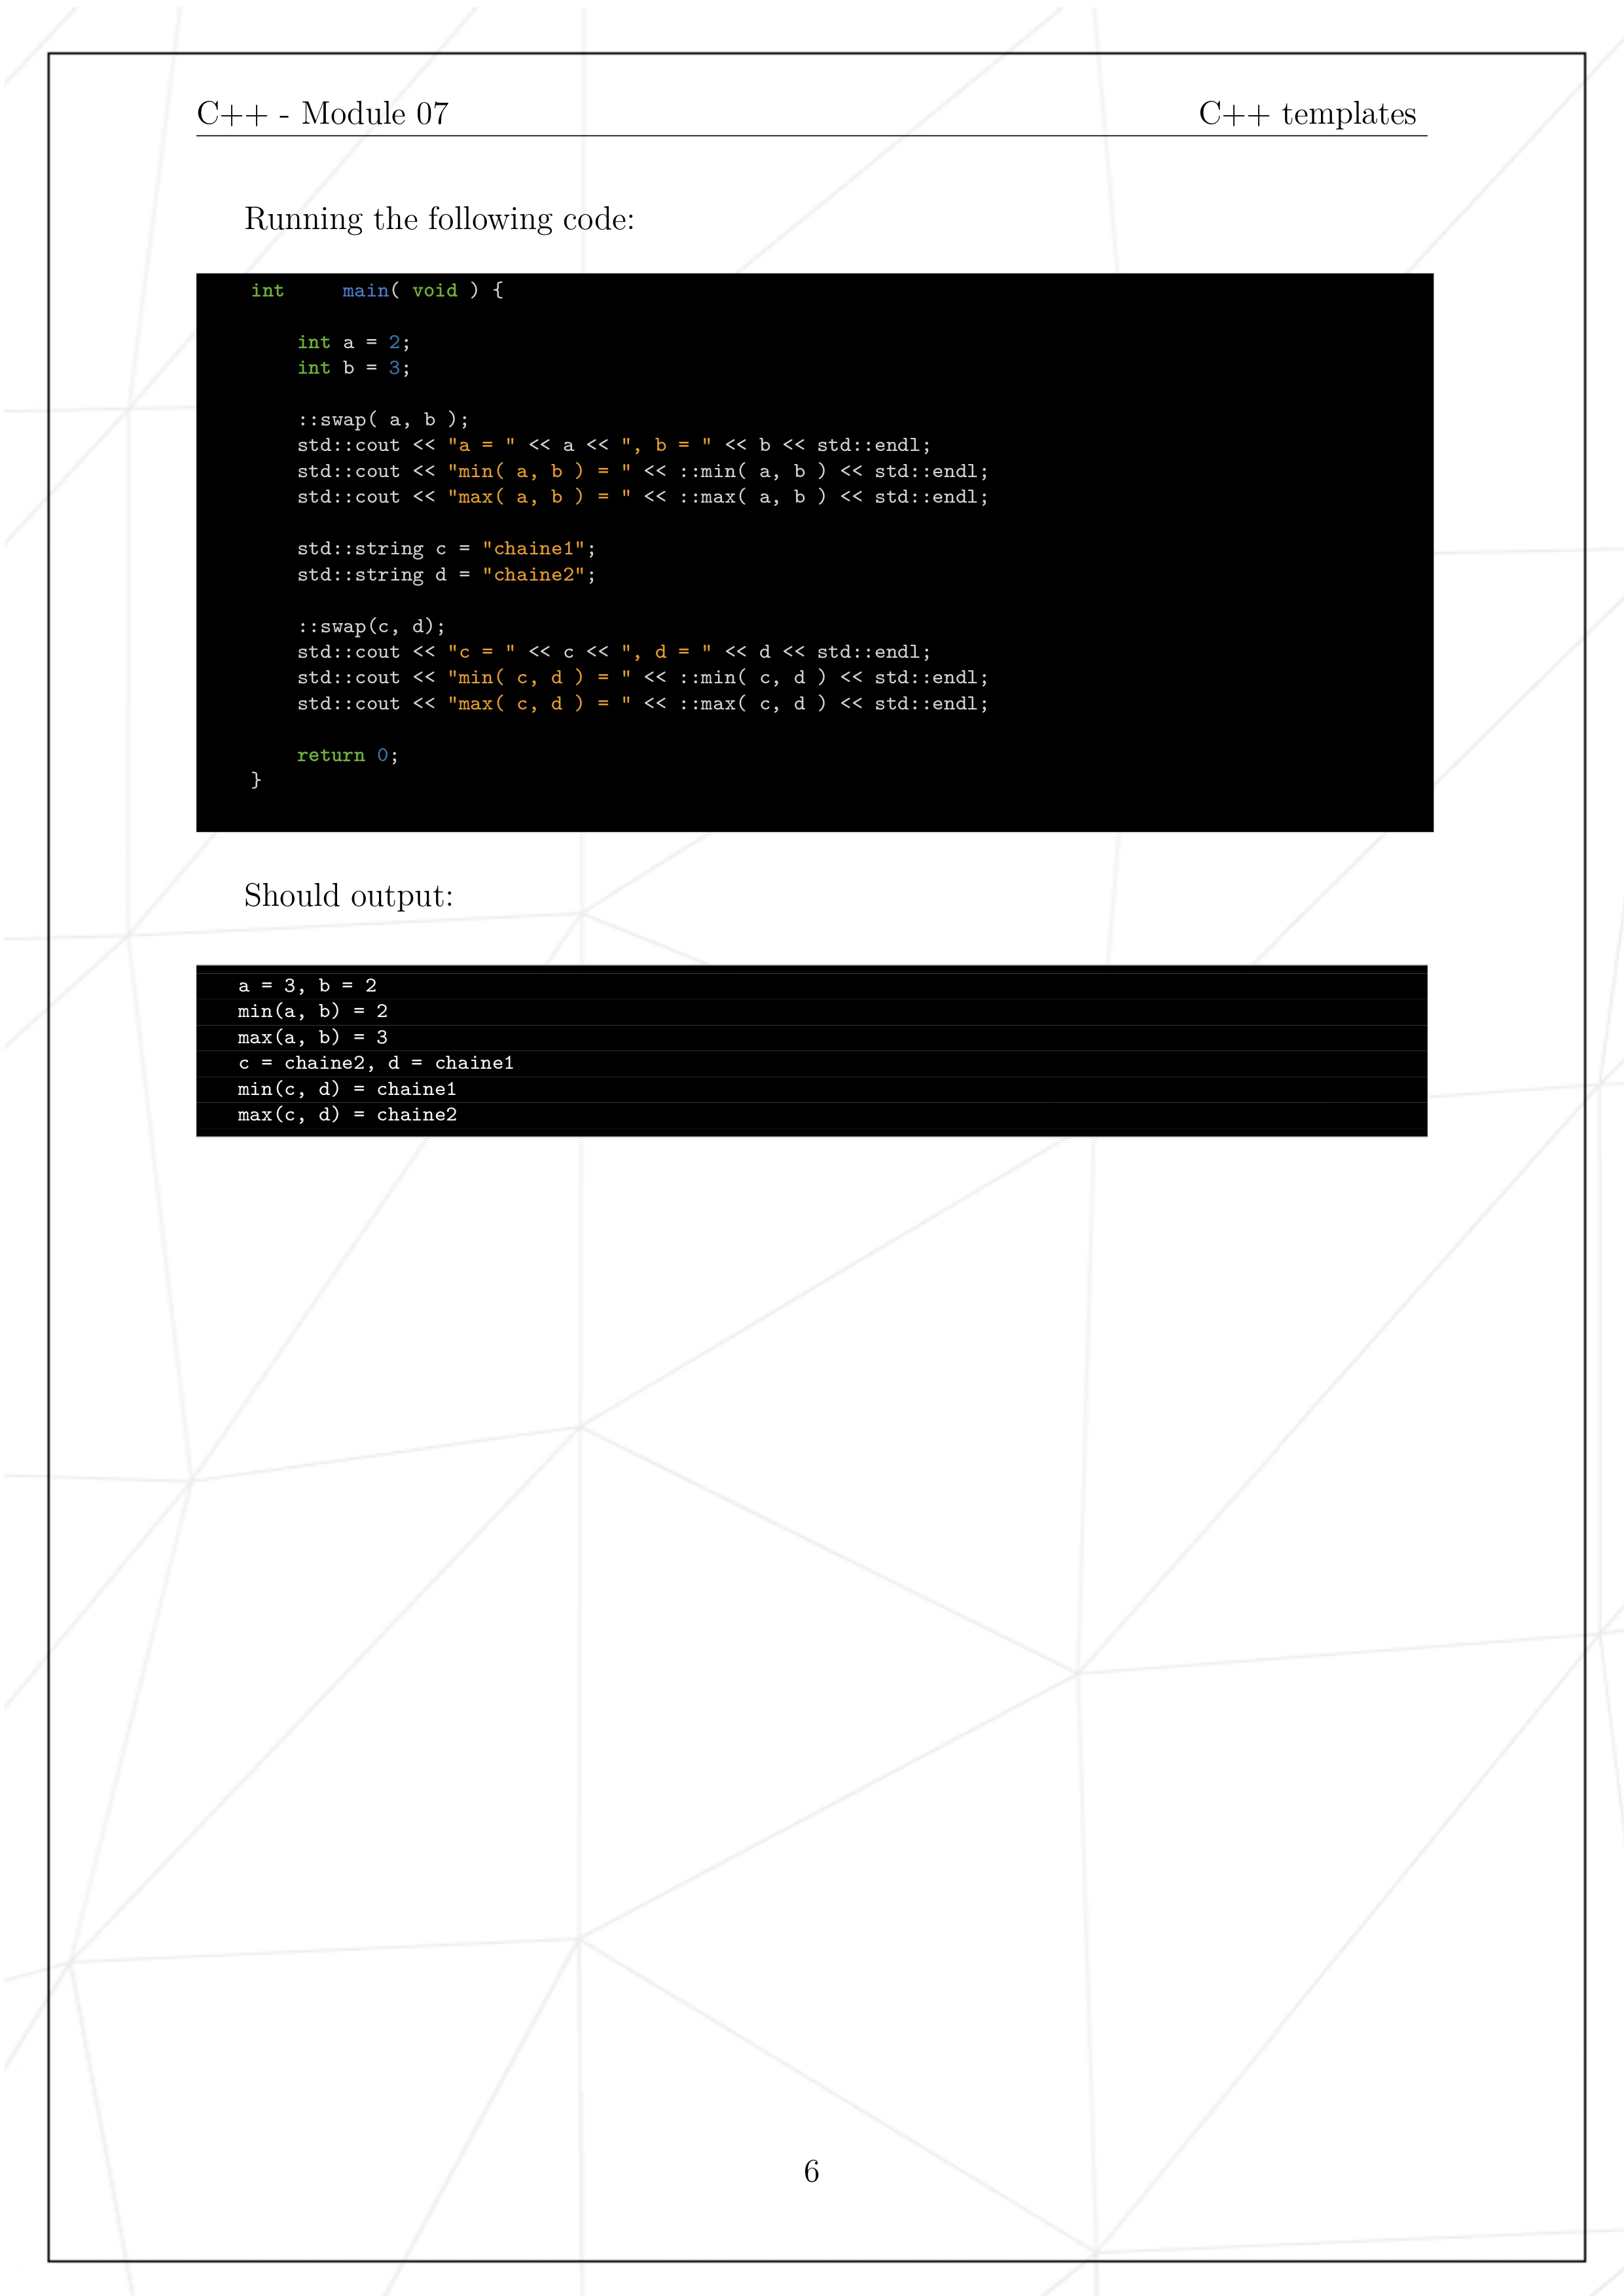 C++ - Module 07 C++ templates
Running the following code:
int     main( void ) {
    int a = 2;
    int b = 3;
    ::swap( a, b );
    std::cout << "a = " << a << ", b = " << b << std::endl;
    std::cout << "min( a, b ) = " << ::min( a, b ) << std::endl;
    std::cout << "max( a, b ) = " << ::max( a, b ) << std::endl;
    std::string c = "chaine1";
    std::string d = "chaine2";
    ::swap(c, d);
    std::cout << "c = " << c << ", d = " << d << std::endl;
    std::cout << "min( c, d ) = " << ::min( c, d ) << std::endl;
    std::cout << "max( c, d ) = " << ::max( c, d ) << std::endl;
    return 0;
}
Should output:
a = 3, b = 2
min(a, b) = 2
max(a, b) = 3
c = chaine2, d = chaine1
min(c, d) = chaine1
max(c, d) = chaine2
6